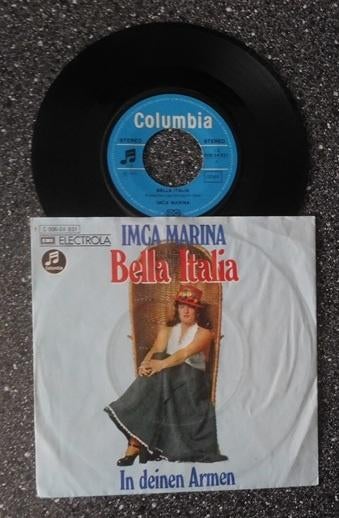 Columbia
STEREO STEREO
BELLA ITALIA
IMCA MARINA
EMI ELECTROLA
Columbia
IMCA MARINA
Bella Italia
In deinen Armen